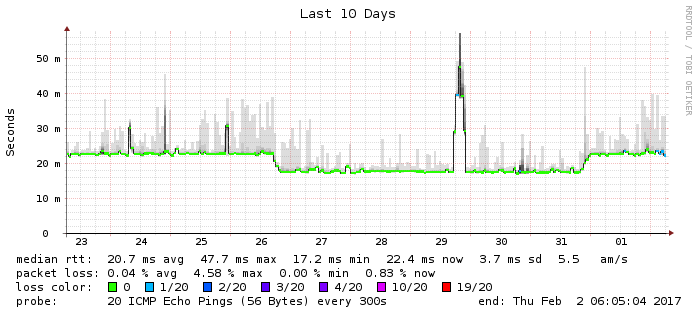 Last 10 Days
RRDTOOL / TOBI OETIKER
Seconds
50 m
40 m
30 m
20 m
10 m
0
23 24 25 26 27 28 29 30 31 01
median rtt: 20.7 ms avg 47.7 ms max 17.2 ms min 22.4 ms now 3.7 ms sd 5.5 am/s
packet loss: 0.04 % avg 4.58 % max 0.00 % min 0.83 % now
loss color: 0 1/20 2/20 3/20 4/20 10/20 19/20
probe: 20 ICMP Echo Pings (56 Bytes) every 300s end: Thu Feb 2 06:05:04 2017